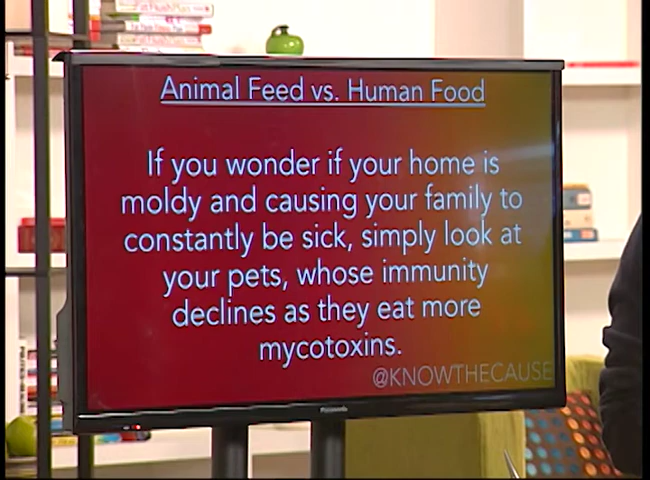 Animal Feed vs. Human Food
If you wonder if your home is
moldy and causing your family to
constantly be sick, simply look at
your pets, whose immunity
declines as they eat more
mycotoxins.
@KNOWTHECAUSE
Panasonic